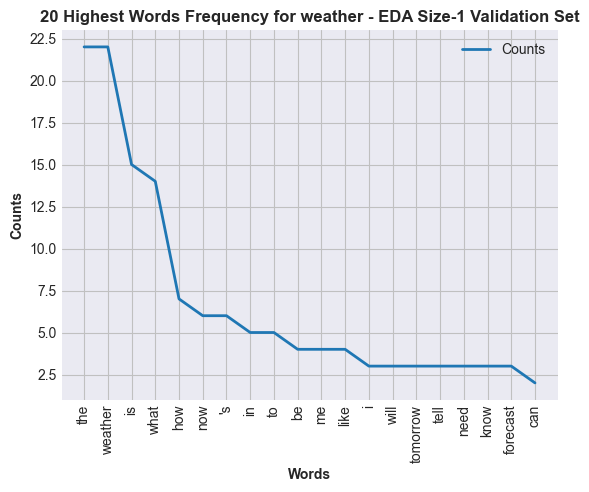 20 Highest Words Frequency for weather - EDA Size-1 Validation Set
Counts
22.5
20.0
17.5
15.0
12.5
10.0
7.5
5.0
2.5
Counts
the
weather
is
what
how
now
's
in
to
be
me
like
i
will
tomorrow
tell
need
know
forecast
can
Words